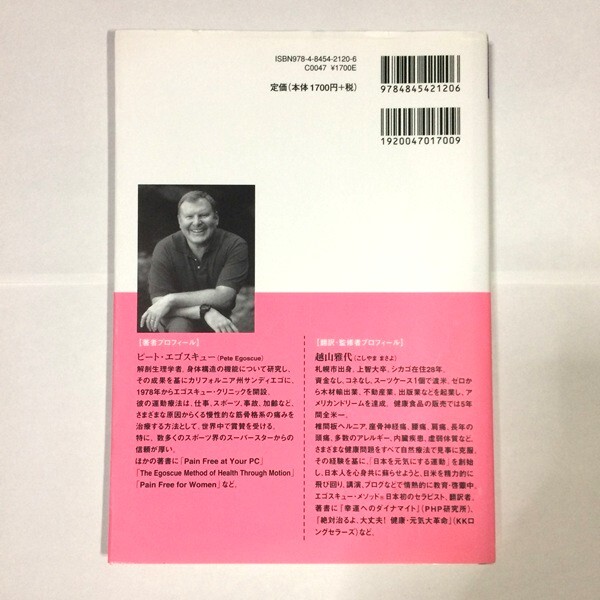 ISBN978-4-8454-2120-6
C0047 ¥1700E
定価(本体1700円+税)
9784845421206
1920047017009
[著者プロフィール]
ピート・エゴスキュー(Pete Egoscue)
解剖生理学者。身体構造の機能について研究し、
その成果を基にカリフォルニア州サンディエゴに、
1978年からエゴスキュー・クリニックを開設。
彼の運動療法は、仕事、スポーツ、事故、加齢など、
さまざまな原因からくる慢性的な筋骨格系の痛みを
治療する方法として、世界中で賞賛を受ける。
特に、数多くのスポーツ界のスーパースターからの
信頼が厚い。
ほかの著書に「Pain Free at Your PC」
「The Egoscue Method of Health Through Motion」
「Pain Free for Women」など。
[翻訳・監修者プロフィール]
越山雅代(こしやま まさよ)
札幌市出身。上智大卒。シカゴ在住28年。
資金なし、コネなし、スーツケース1個で渡米。ゼロか
ら木材輸出業、不動産業、出版業などを起業し、ア
メリカンドリームを達成。健康食品の販売では5年
間全米一。
椎間板ヘルニア、座骨神経痛、腰痛、肩痛、長年の
頭痛、多数のアレルギー、内臓疾患、虚弱体質など、
さまざまな健康問題をすべて自然療法で見事に克服。
その経験を基に、「日本を元気にする運動」を創始
し、日本人を心身共に蘇らせようと、日米を精力的に
飛び回り、講演、ブログなどで情熱的に教育・啓蒙中。
エゴスキュー・メソッド®日本初のセラピスト、翻訳者。
著書に『幸運へのダイナマイト』(PHP研究所)、
『絶対治るよ、大丈夫! 健康・元気大革命』(KKロ
ングセラーズ)など。